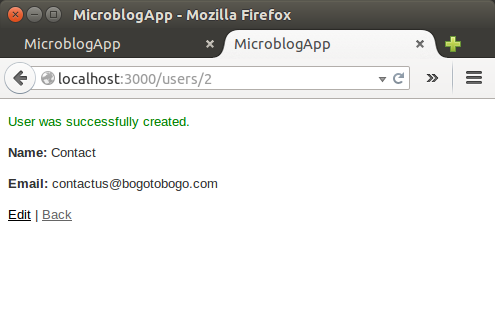 MicroblogApp - Mozilla Firefox
MicroblogApp MicroblogApp
localhost:3000/users/2
User was successfully created.
Name: Contact
Email: contactus@bogotobogo.com
Edit | Back